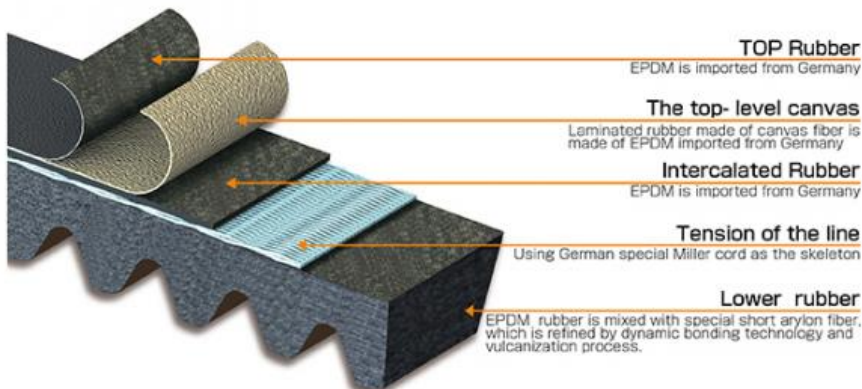 TOP Rubber
EPDM is imported from Germany
The top- level canvas
Laminated rubber made of canvas fiber is
made of EPDM imported from Germany
Intercalated Rubber
EPDM is imported from Germany
Tension of the line
Using German special Miller cord as the skeleton
Lower rubber
EPDM rubber is mixed with special short arylon fiber,
which is refined by dynamic bonding technology and
vulcanization process.